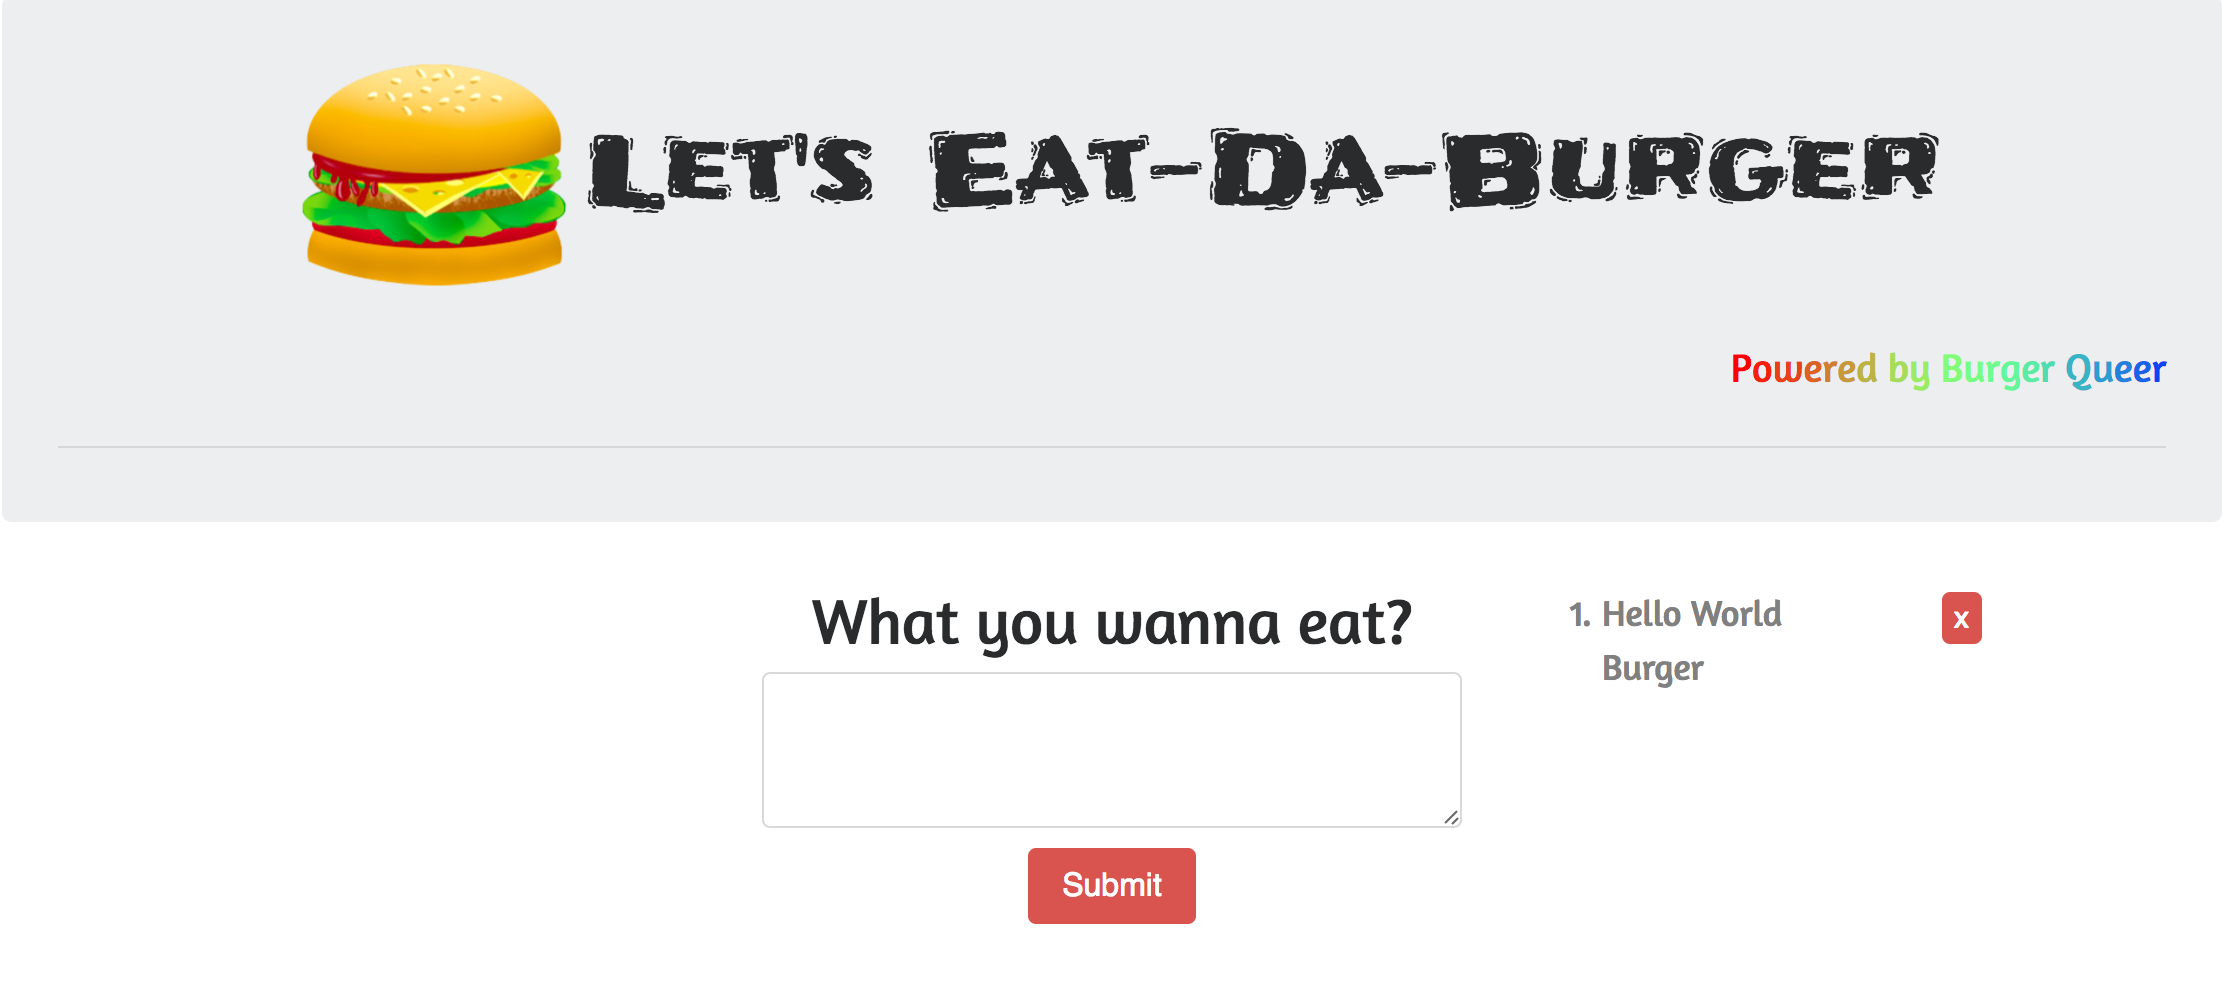 Let's Eat-Da-Burger
Powered by Burger Queer
What you wanna eat?
Submit
1. Hello World
Burger
x